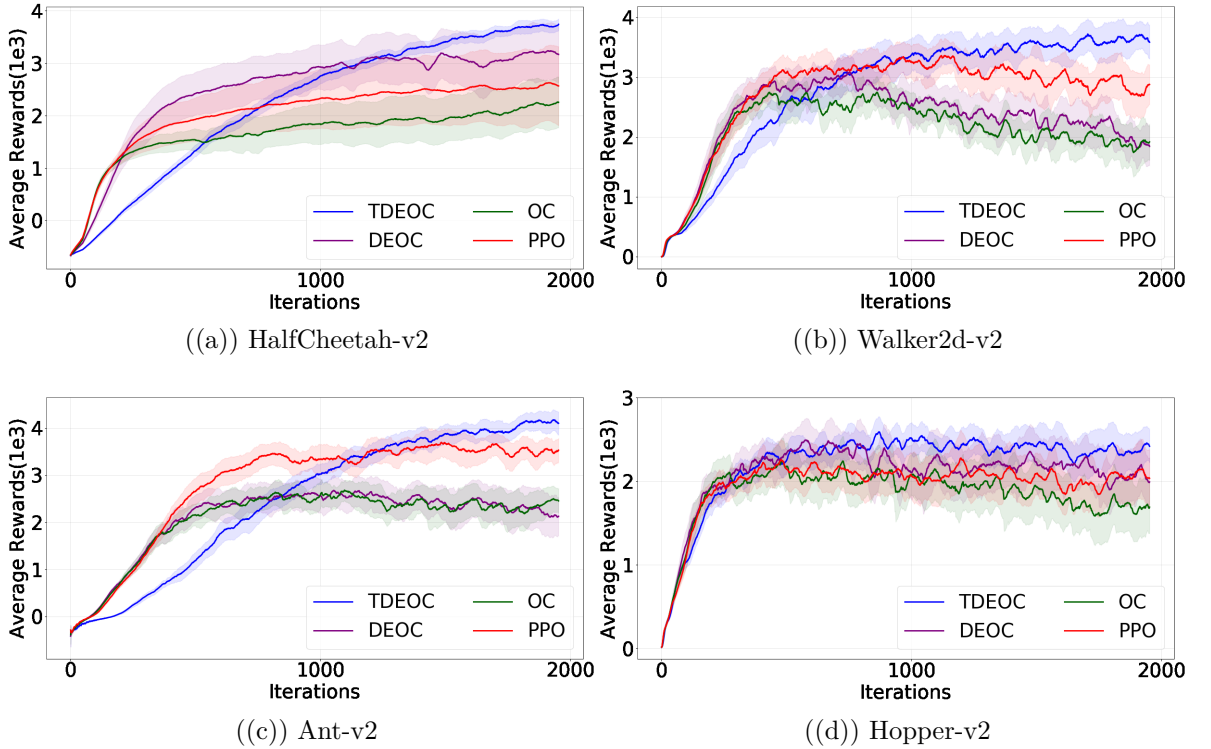 Average Rewards(1e3)
4
3
2
1
0
TDEOC
DEOC
OC
PPO
0
1000
2000
Iterations
((a)) HalfCheetah-v2
Average Rewards(1e3)
4
3
2
1
0
TDEOC
DEOC
OC
PPO
0
1000
2000
Iterations
((b)) Walker2d-v2
Average Rewards(1e3)
4
3
2
1
0
TDEOC
DEOC
OC
PPO
0
1000
2000
Iterations
((c)) Ant-v2
Average Rewards(1e3)
3
2
1
0
TDEOC
DEOC
OC
PPO
0
1000
2000
Iterations
((d)) Hopper-v2